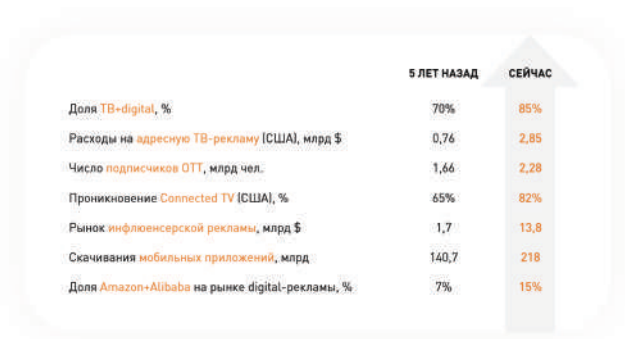 5 ЛЕТ НАЗАД СЕЙЧАС
Доля ТВ+digital, % 70% 85%
Расходы на адресную ТВ-рекламу (США), млрд $ 0,76 2,85
Число подписчиков ОТТ, млрд чел. 1,66 2,28
Проникновение Connected TV (США), % 65% 82%
Рынок инфлюенсерской рекламы, млрд $ 1,7 13,8
Скачивания мобильных приложений, млрд 140,7 218
Доля Amazon+Alibaba на рынке digital-рекламы, % 7% 15%